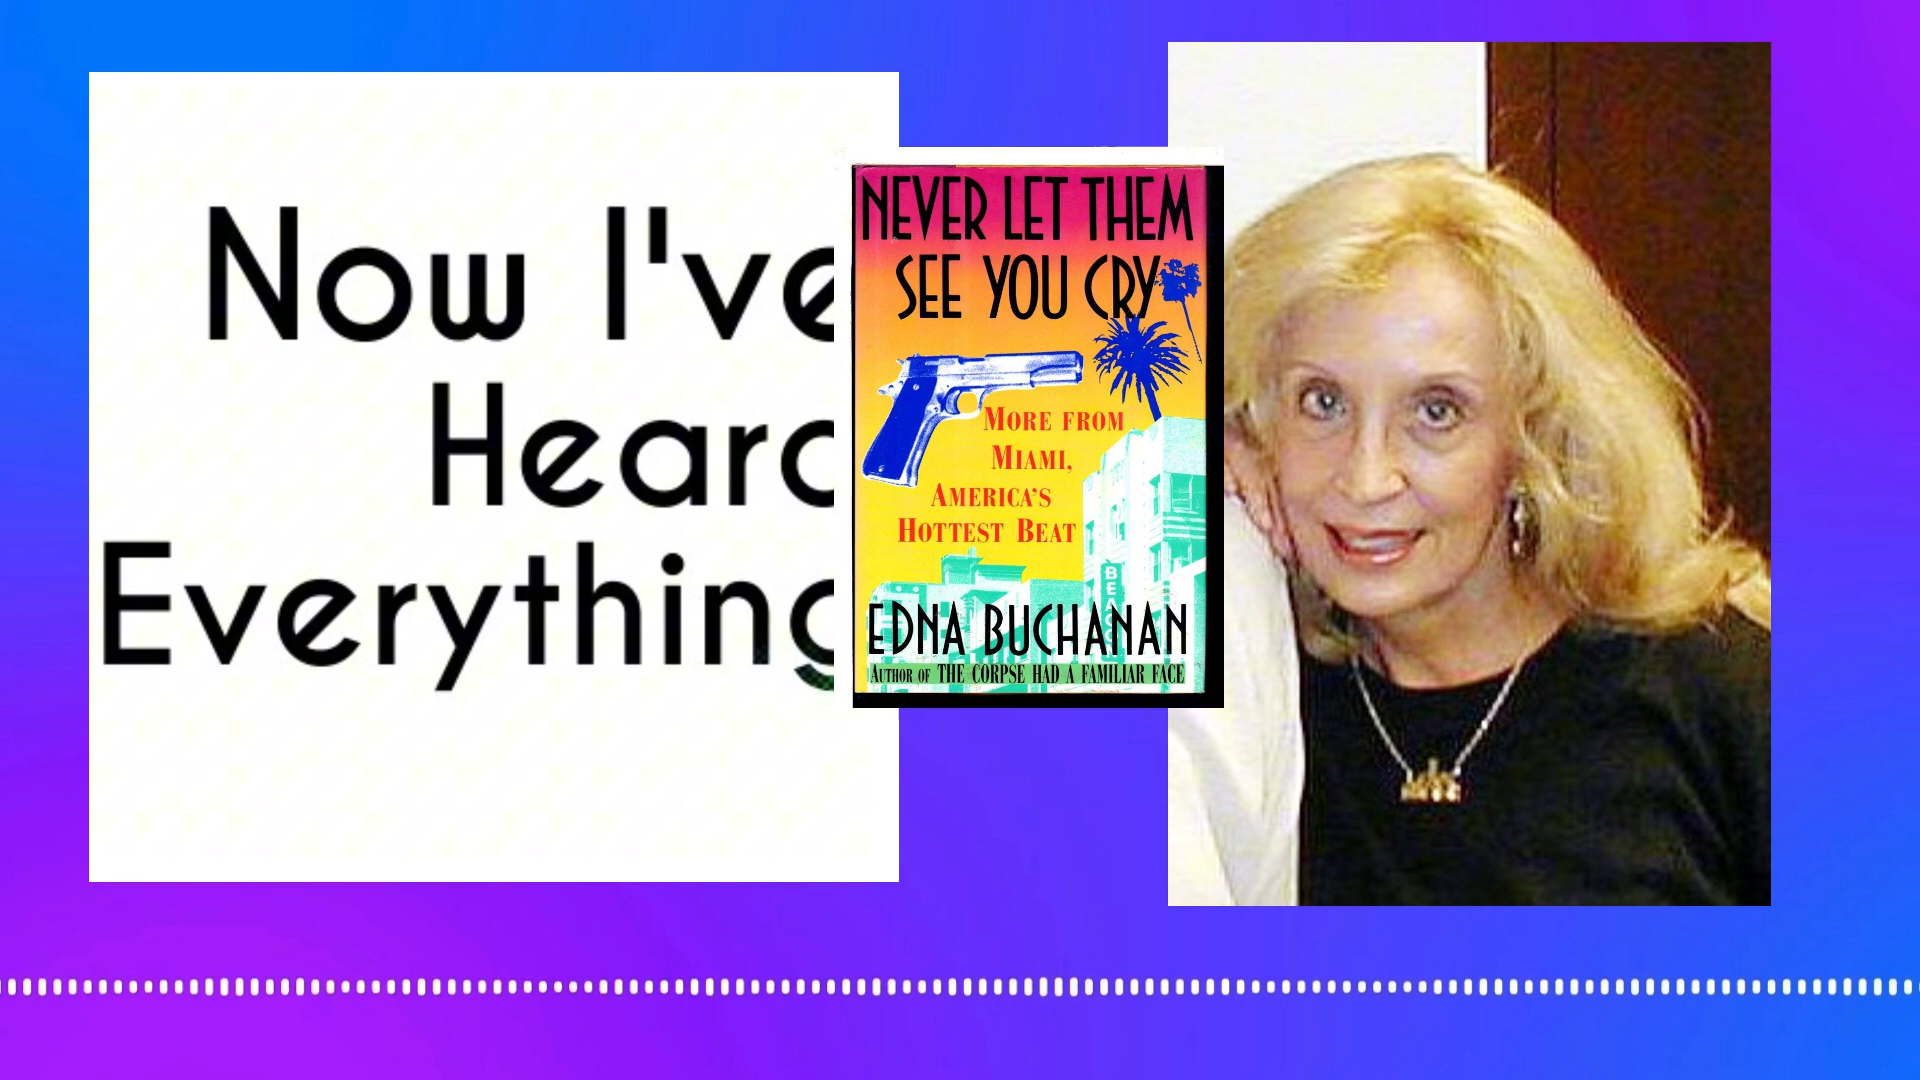 Now I've
Heard
Everything
NEVER LET THEM
SEE YOU CRY
MORE FROM
MIAMI,
AMERICA'S
HOTTEST BEAT
BEA
EDNA BUCHANAN
AUTHOR OF THE CORPSE HAD A FAMILIAR FACE